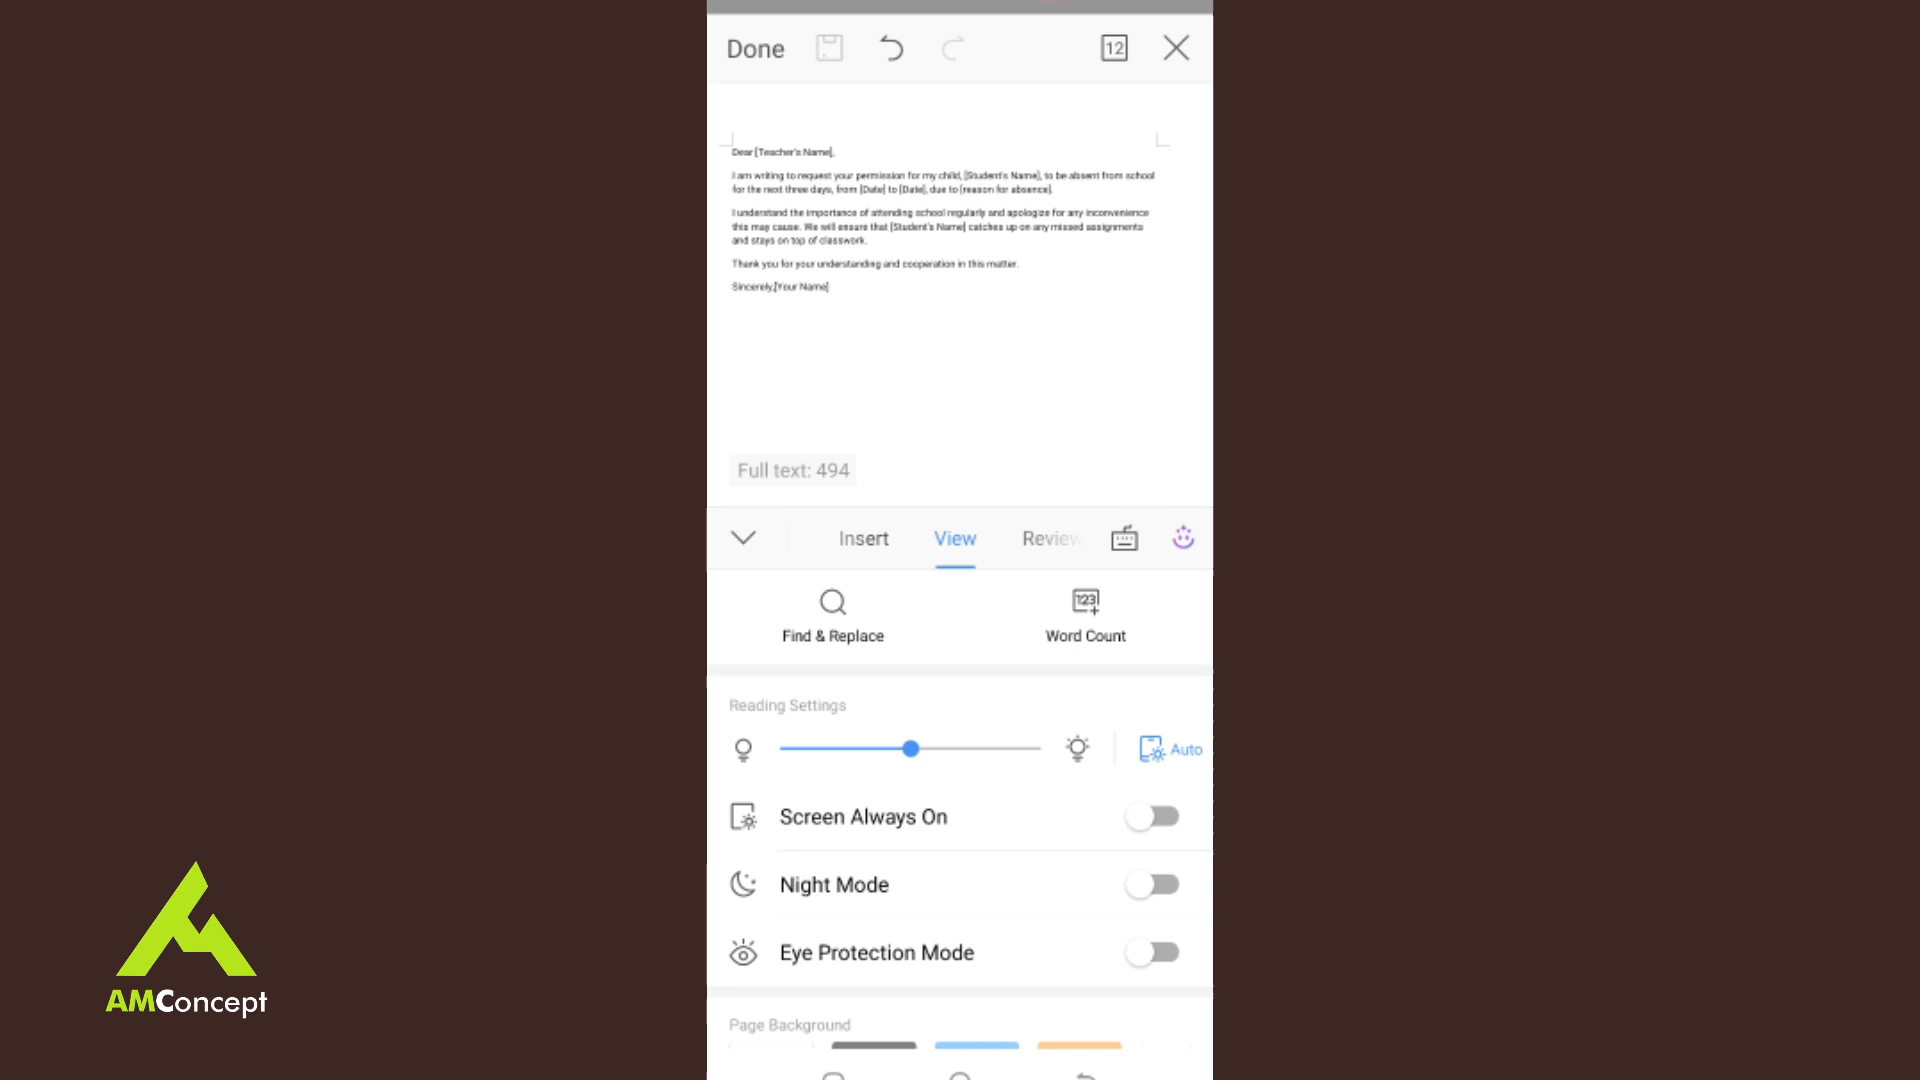 Done
12
Dear [Teacher's Name],
I am writing to request your permission for my child, [Student's Name], to be absent from school
for the next three days, from [Date] to [Date], due to [reason for absence].
I understand the importance of attending school regularly and apologize for any inconvenience
this may cause. We will ensure that [Student's Name] catches up on any missed assignments
and stays on top of classwork.
Thank you for your understanding and cooperation in this matter.
Sincerely,[Your Name]
Full text: 494
Insert View Review
123
Find & Replace Word Count
Reading Settings
Auto
Screen Always On
Night Mode
Eye Protection Mode
Page Background
AMConcept